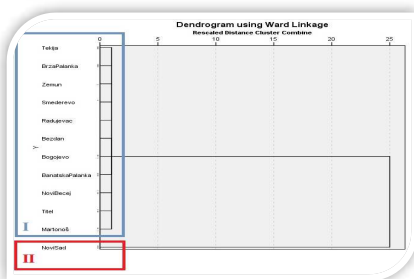 Dendrogram using Ward Linkage
Rescaled Distance Cluster Combine
0 5 10 15 20 25
Tekija
BrzaPalanka
Zemun
Smederevo
Radujevac
Bezdan
Y
Bogojevo
BanatskaPalanka
NoviBecej
Titel
I
Martonoš
NoviSad
II